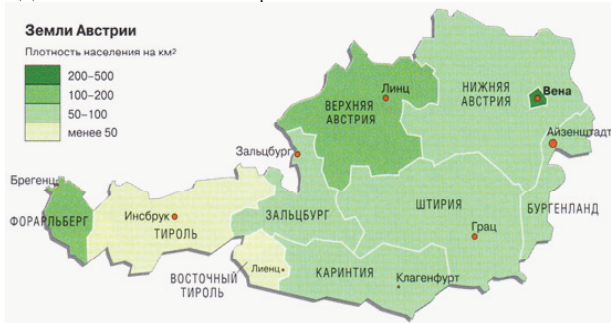 Земли Австрии
Плотность населения на км²
200–500
100–200
50–100
менее 50
ВЕРХНЯЯ
АВСТРИЯ
Линц
НИЖНЯЯ
АВСТРИЯ
Вена
Айзенштадт
Зальцбург
Брегенц
ФОРАРЛЬБЕРГ
Инсбрук
ТИРОЛЬ
ЗАЛЬЦБУРГ
ШТИРИЯ
Грац
БУРГЕНЛАНД
ВОСТОЧНЫЙ
ТИРОЛЬ
Лиенц
КАРИНТИЯ
Клагенфурт